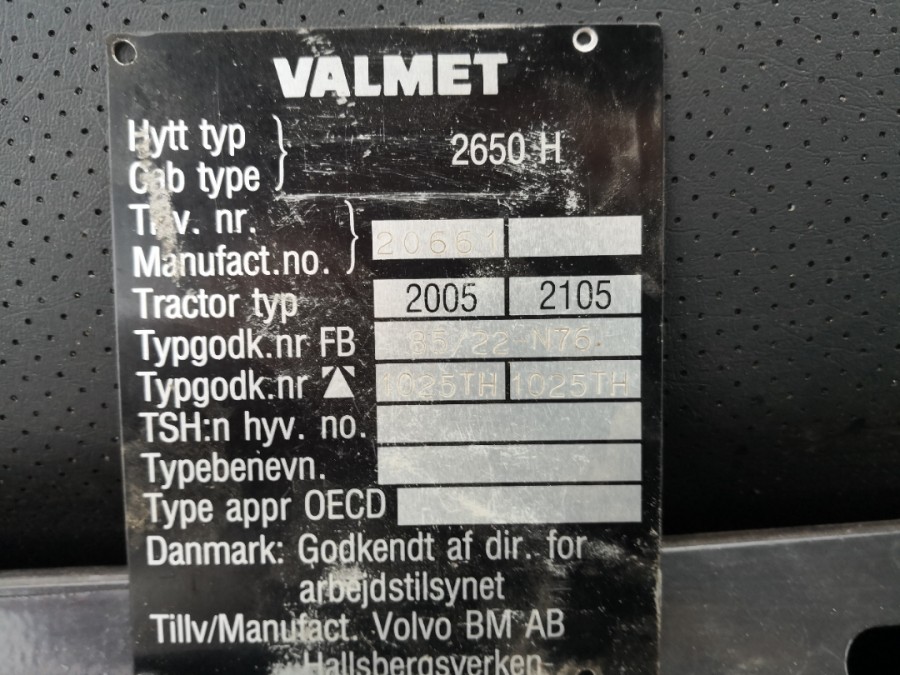 VALMET
Hytt typ
Cab type
2650 H
Tillv. nr.
Manufact.no.
20661
Tractor typ 2005 2105
Typgodk.nr FB 85/22 N76.
Typgodk.nr 1025TH 1025TH
TSH:n hyv. no.
Typebenevn.
Type appr OECD
Danmark: Godkendt af dir. for
arbejdstilsynet
Tillv/Manufact. Volvo BM AB
Hallsbergsverken